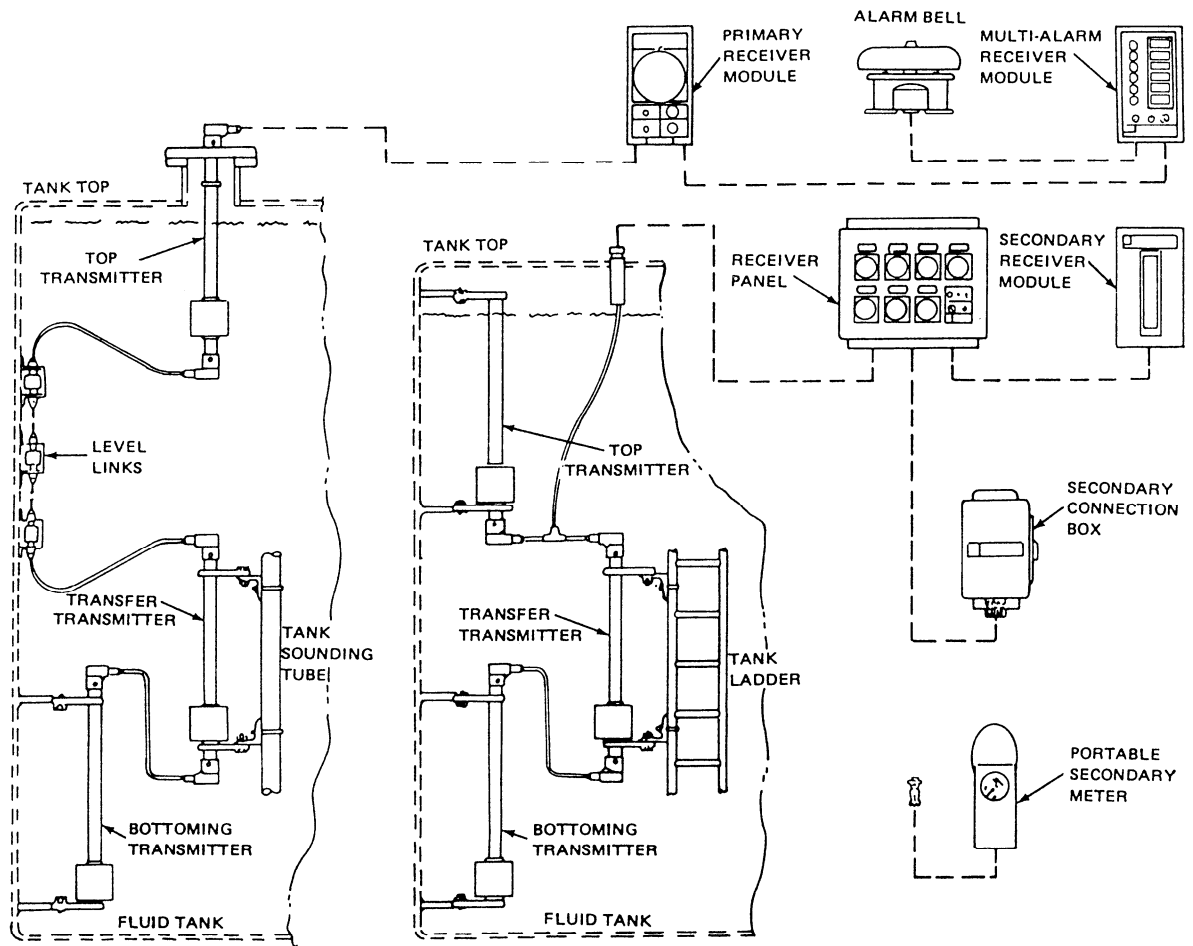 PRIMARY
RECEIVER
MODULE
ALARM BELL
MULTI-ALARM
RECEIVER
MODULE
TANK TOP
TOP
TRANSMITTER
LEVEL
LINKS
TRANSFER
TRANSMITTER
TANK
SOUNDING
TUBE
BOTTOMING
TRANSMITTER
FLUID TANK
TANK TOP
TOP
TRANSMITTER
TRANSFER
TRANSMITTER
TANK
LADDER
BOTTOMING
TRANSMITTER
FLUID TANK
RECEIVER
PANEL
SECONDARY
RECEIVER
MODULE
SECONDARY
CONNECTION
BOX
PORTABLE
SECONDARY
METER